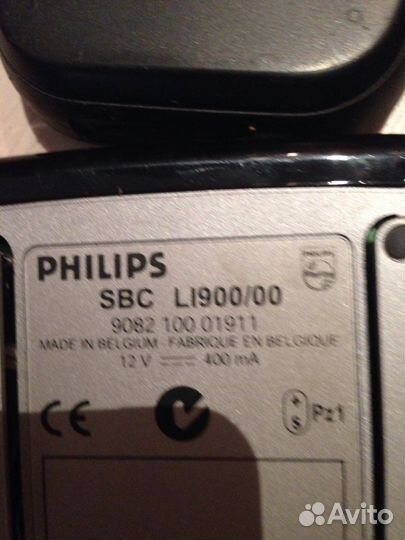 PHILIPS
SBC LI900/00
9082 100 01911
MADE IN BELGIUM - FABRIQUE EN BELGIQUE
12 V ⎓ 400 mA
CE
+
s
Pz1
Avito